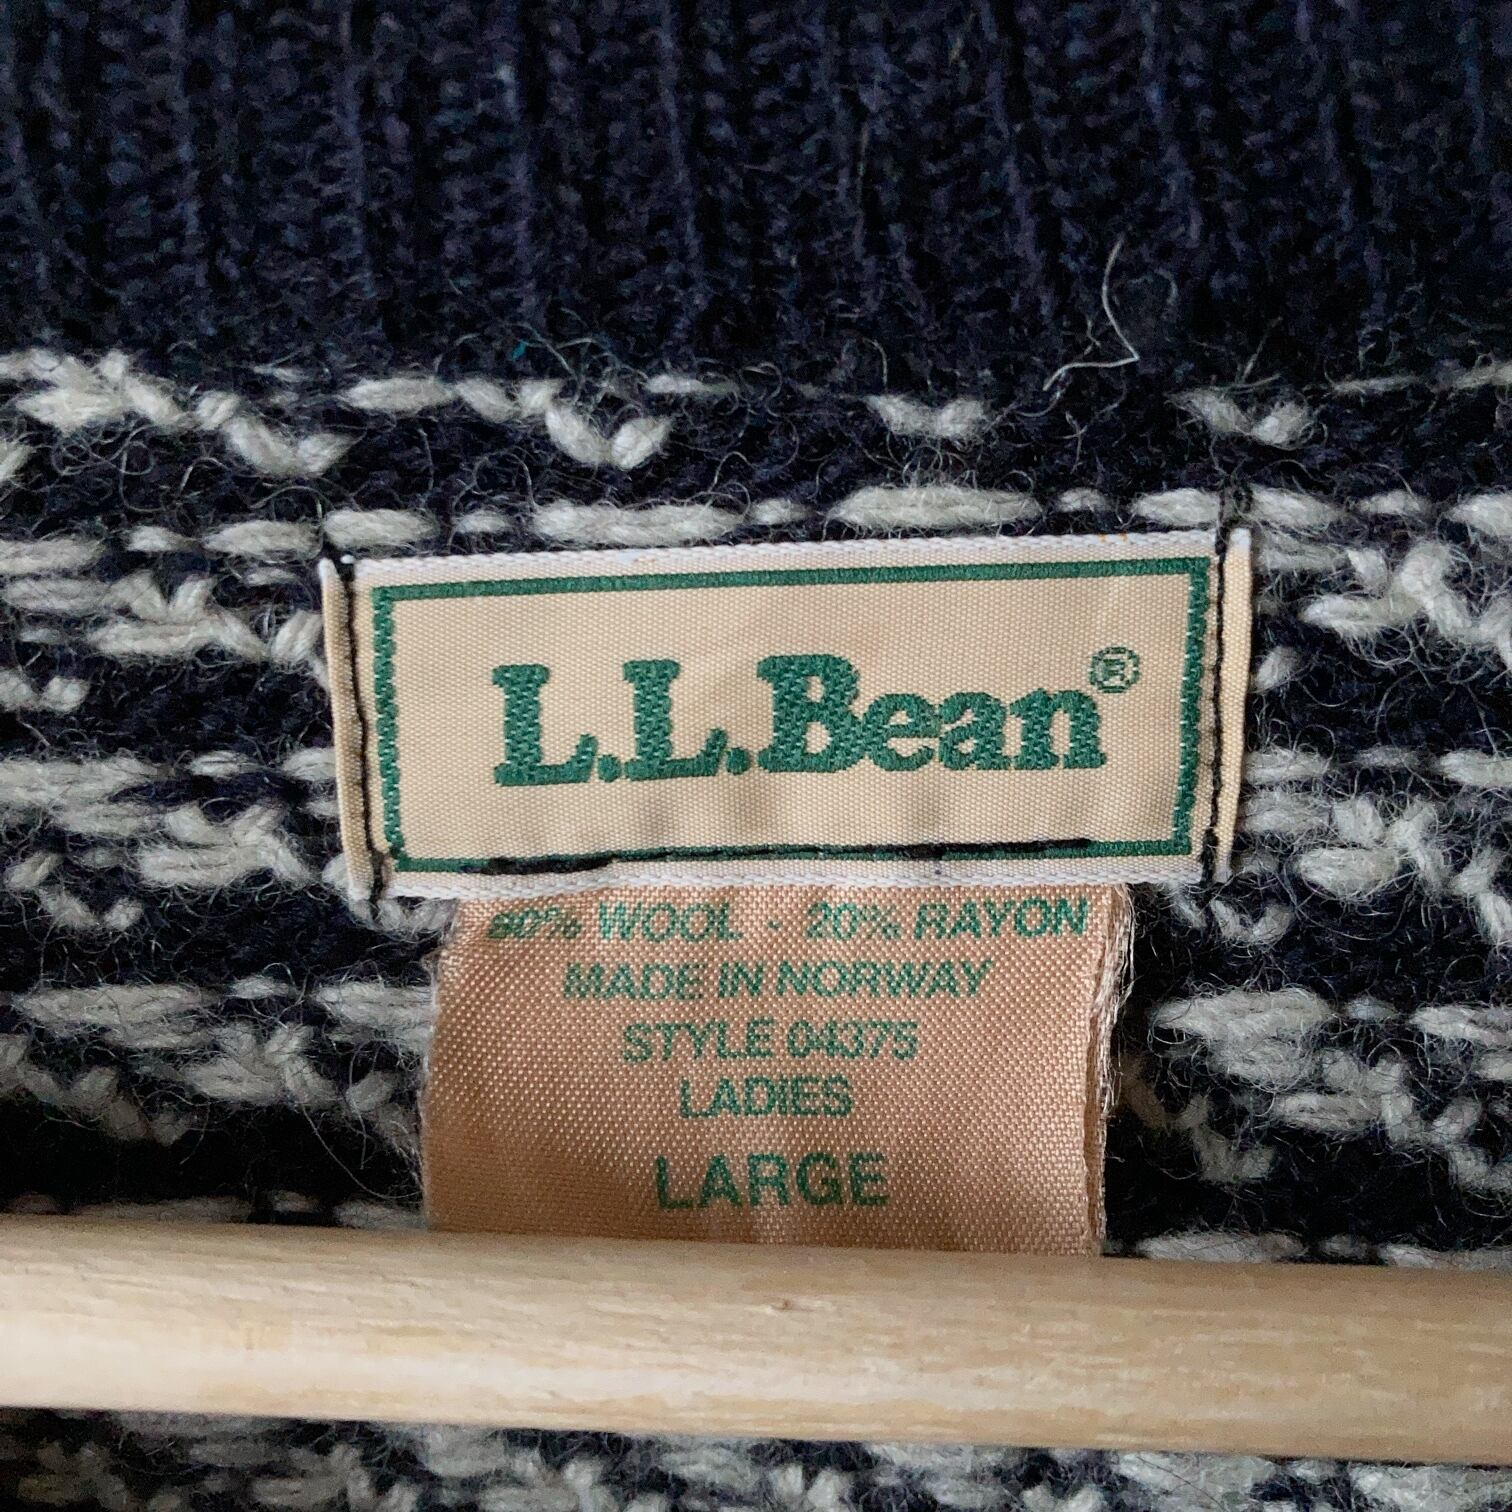 L.L.Bean®
80% WOOL - 20% RAYON
MADE IN NORWAY
STYLE 04375
LADIES
LARGE